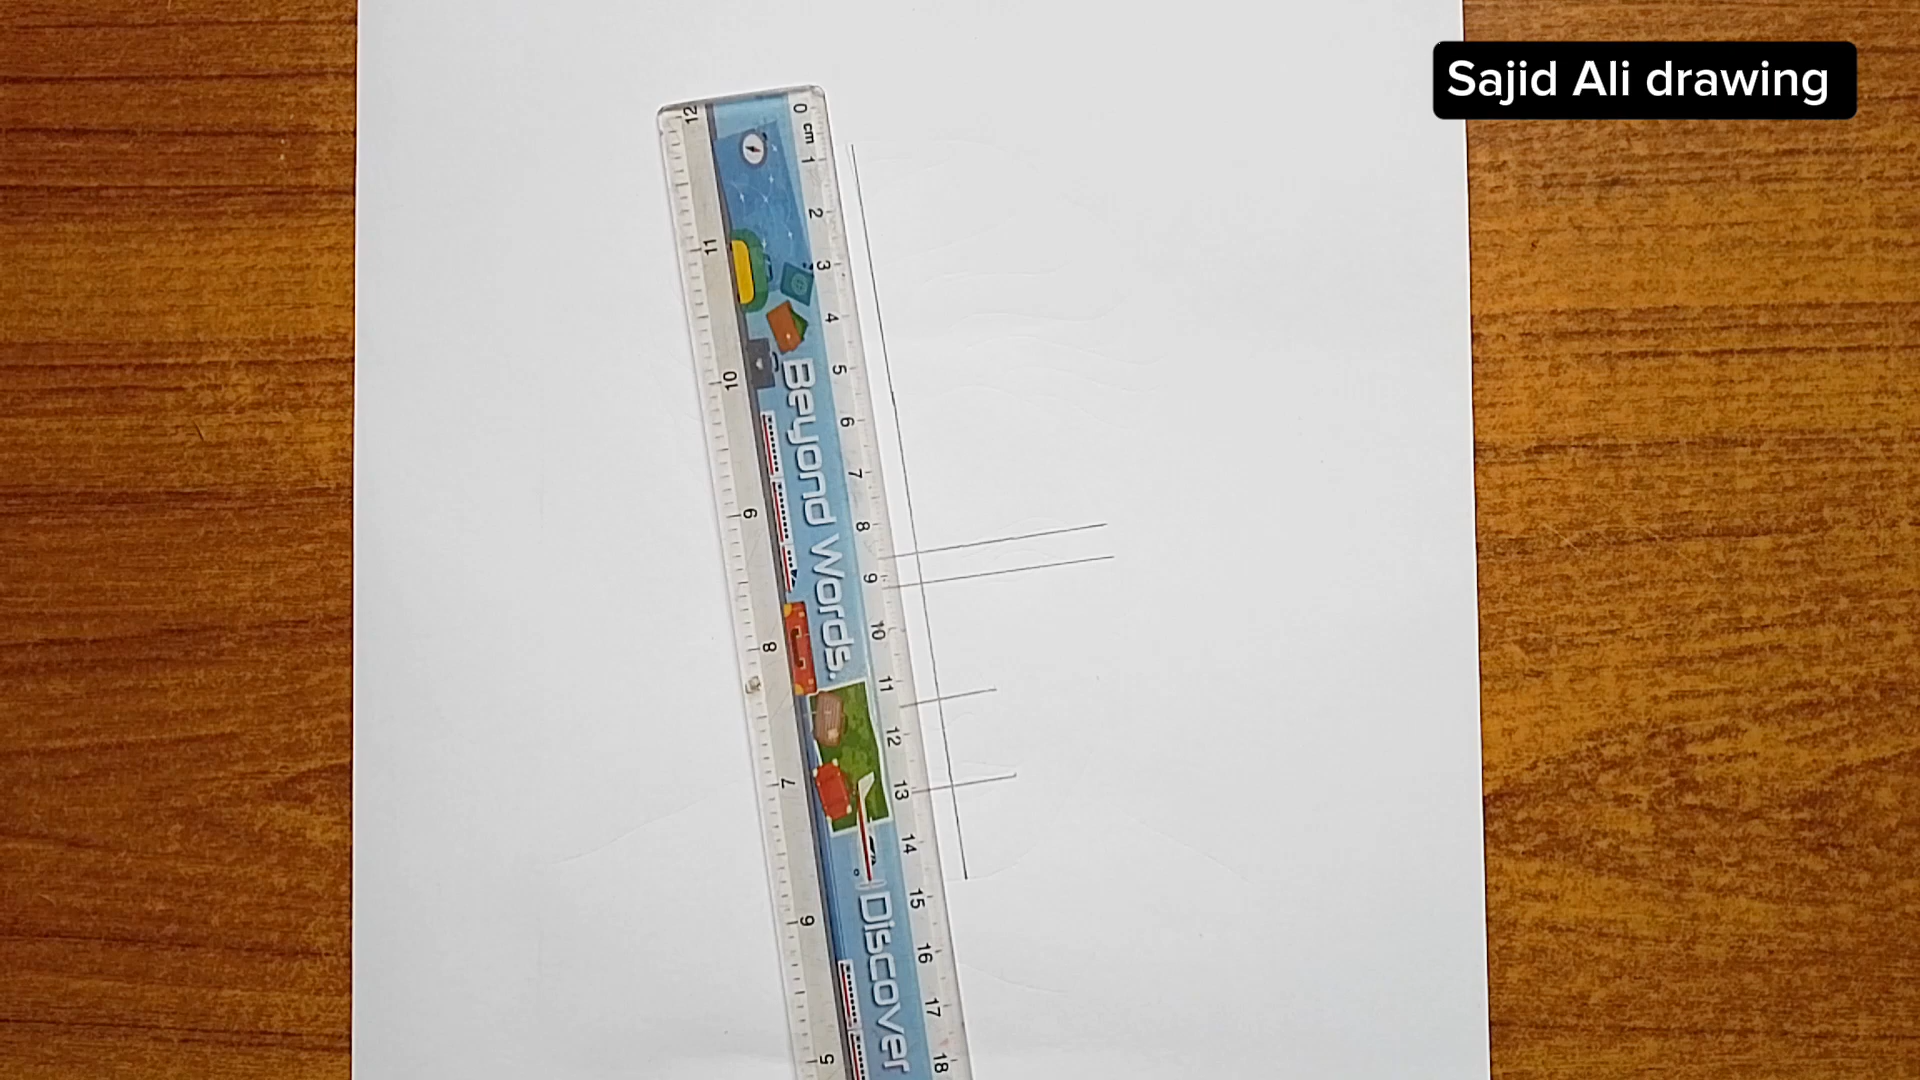 Sajid Ali drawing
0 cm 1 2 3 4 5 6 7 8 9 10 11 12 13 14 15 16 17 18
Beyond Words.
Discover
12 11 10 9 8 7 6 5